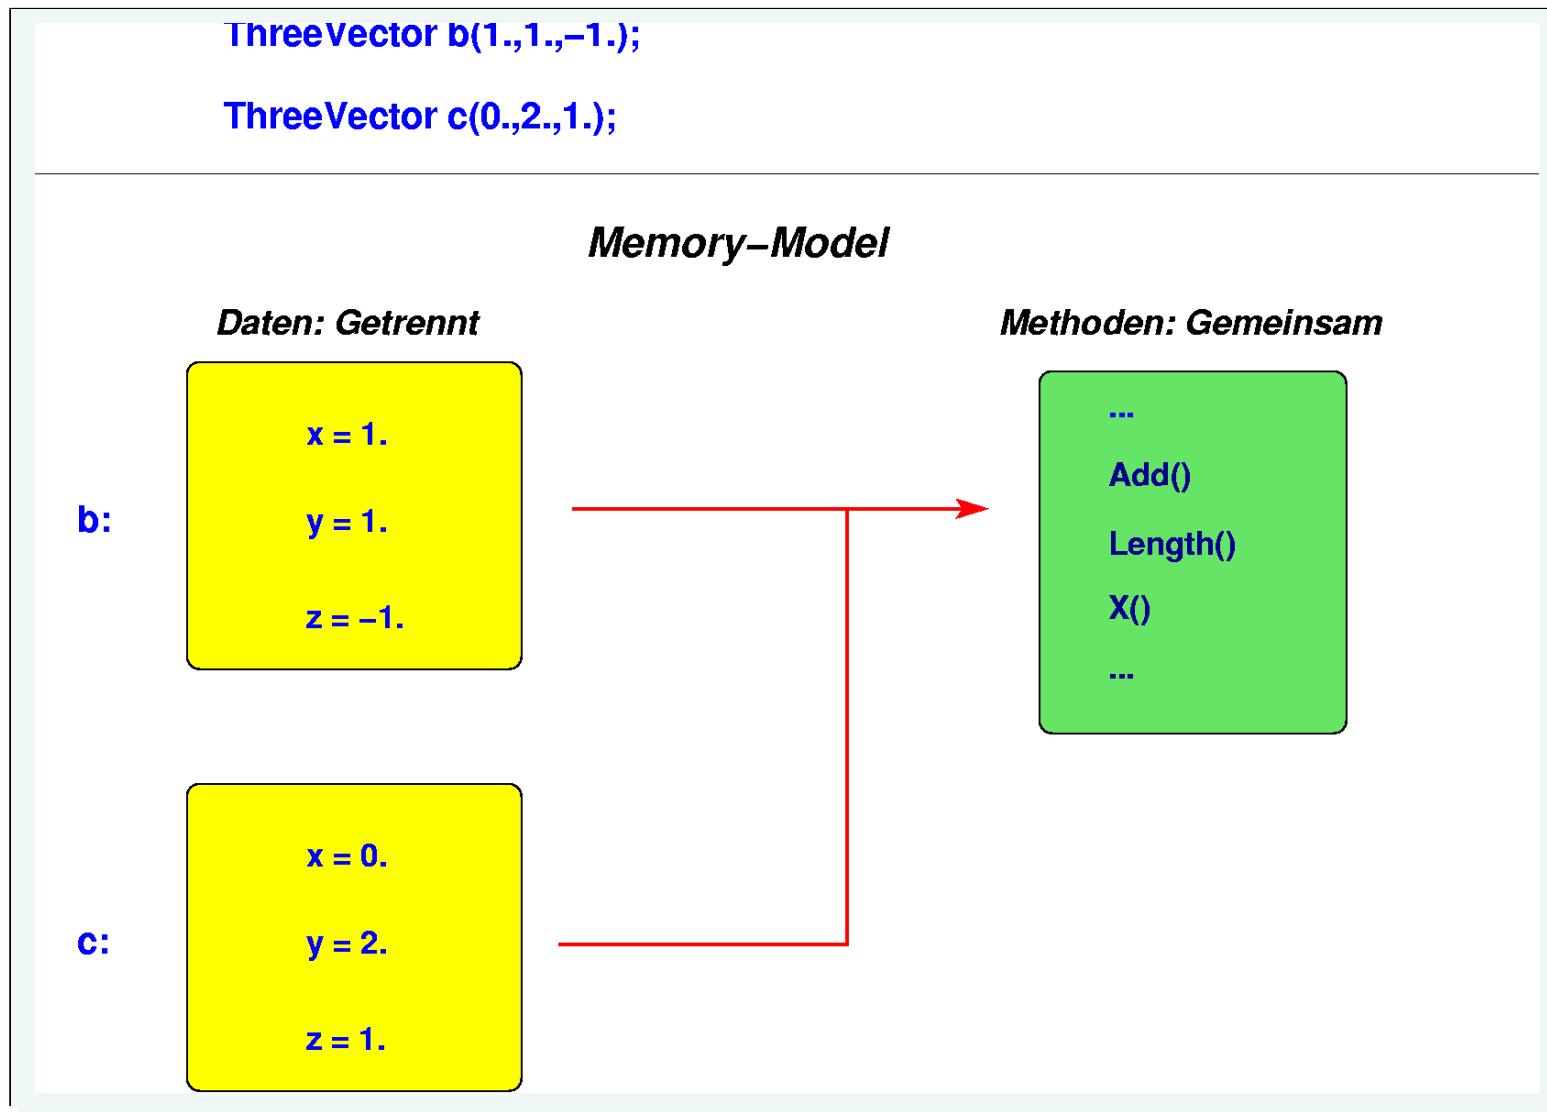 ThreeVector b(1.,1.,−1.);
ThreeVector c(0.,2.,1.);
Memory−Model
Daten: Getrennt
Methoden: Gemeinsam
b:
x = 1.
y = 1.
z = −1.
...
Add()
Length()
X()
...
c:
x = 0.
y = 2.
z = 1.